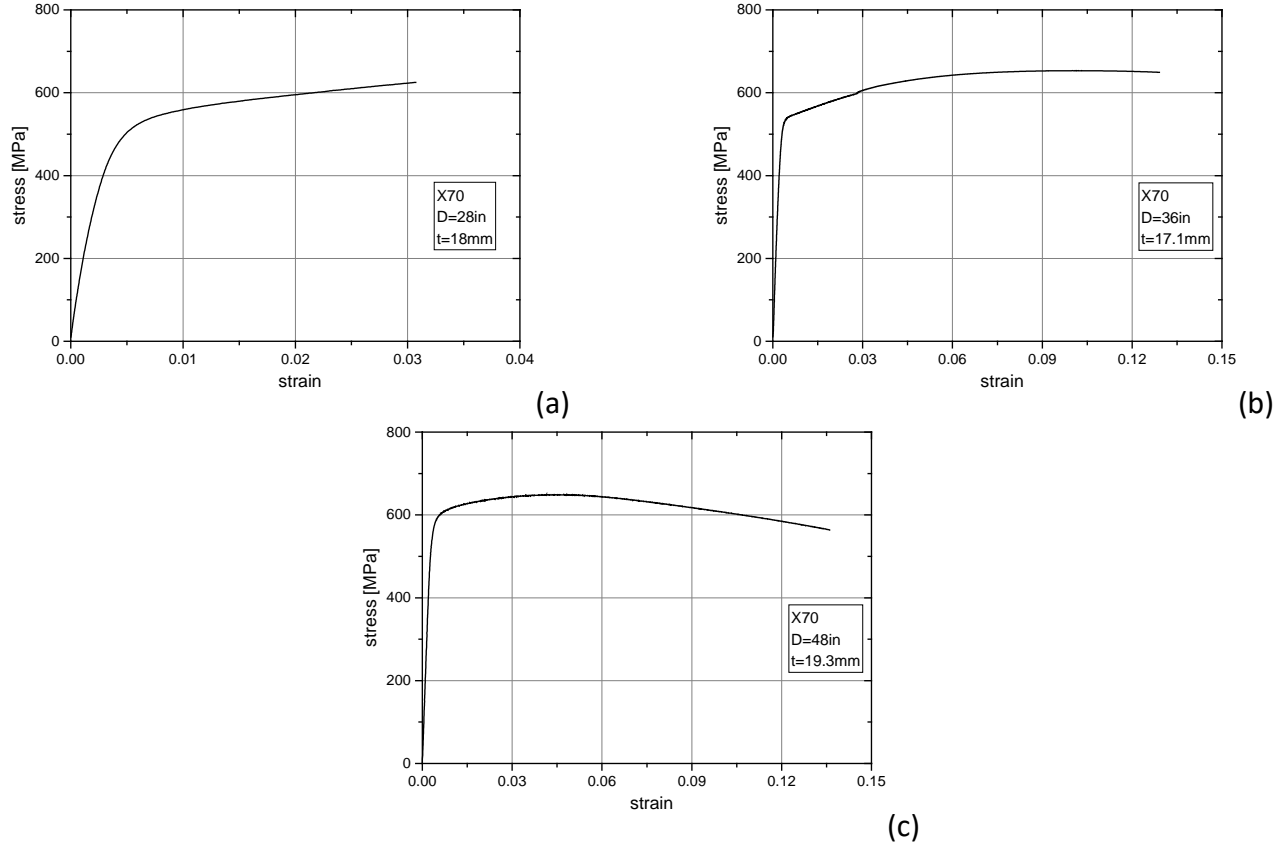 800
600
400
200
0
stress [MPa]
0.00 0.01 0.02 0.03 0.04
strain
X70
D=28in
t=18mm
(a)
800
600
400
200
0
stress [MPa]
0.00 0.03 0.06 0.09 0.12 0.15
strain
X70
D=36in
t=17.1mm
(b)
800
600
400
200
0
stress [MPa]
0.00 0.03 0.06 0.09 0.12 0.15
strain
X70
D=48in
t=19.3mm
(c)